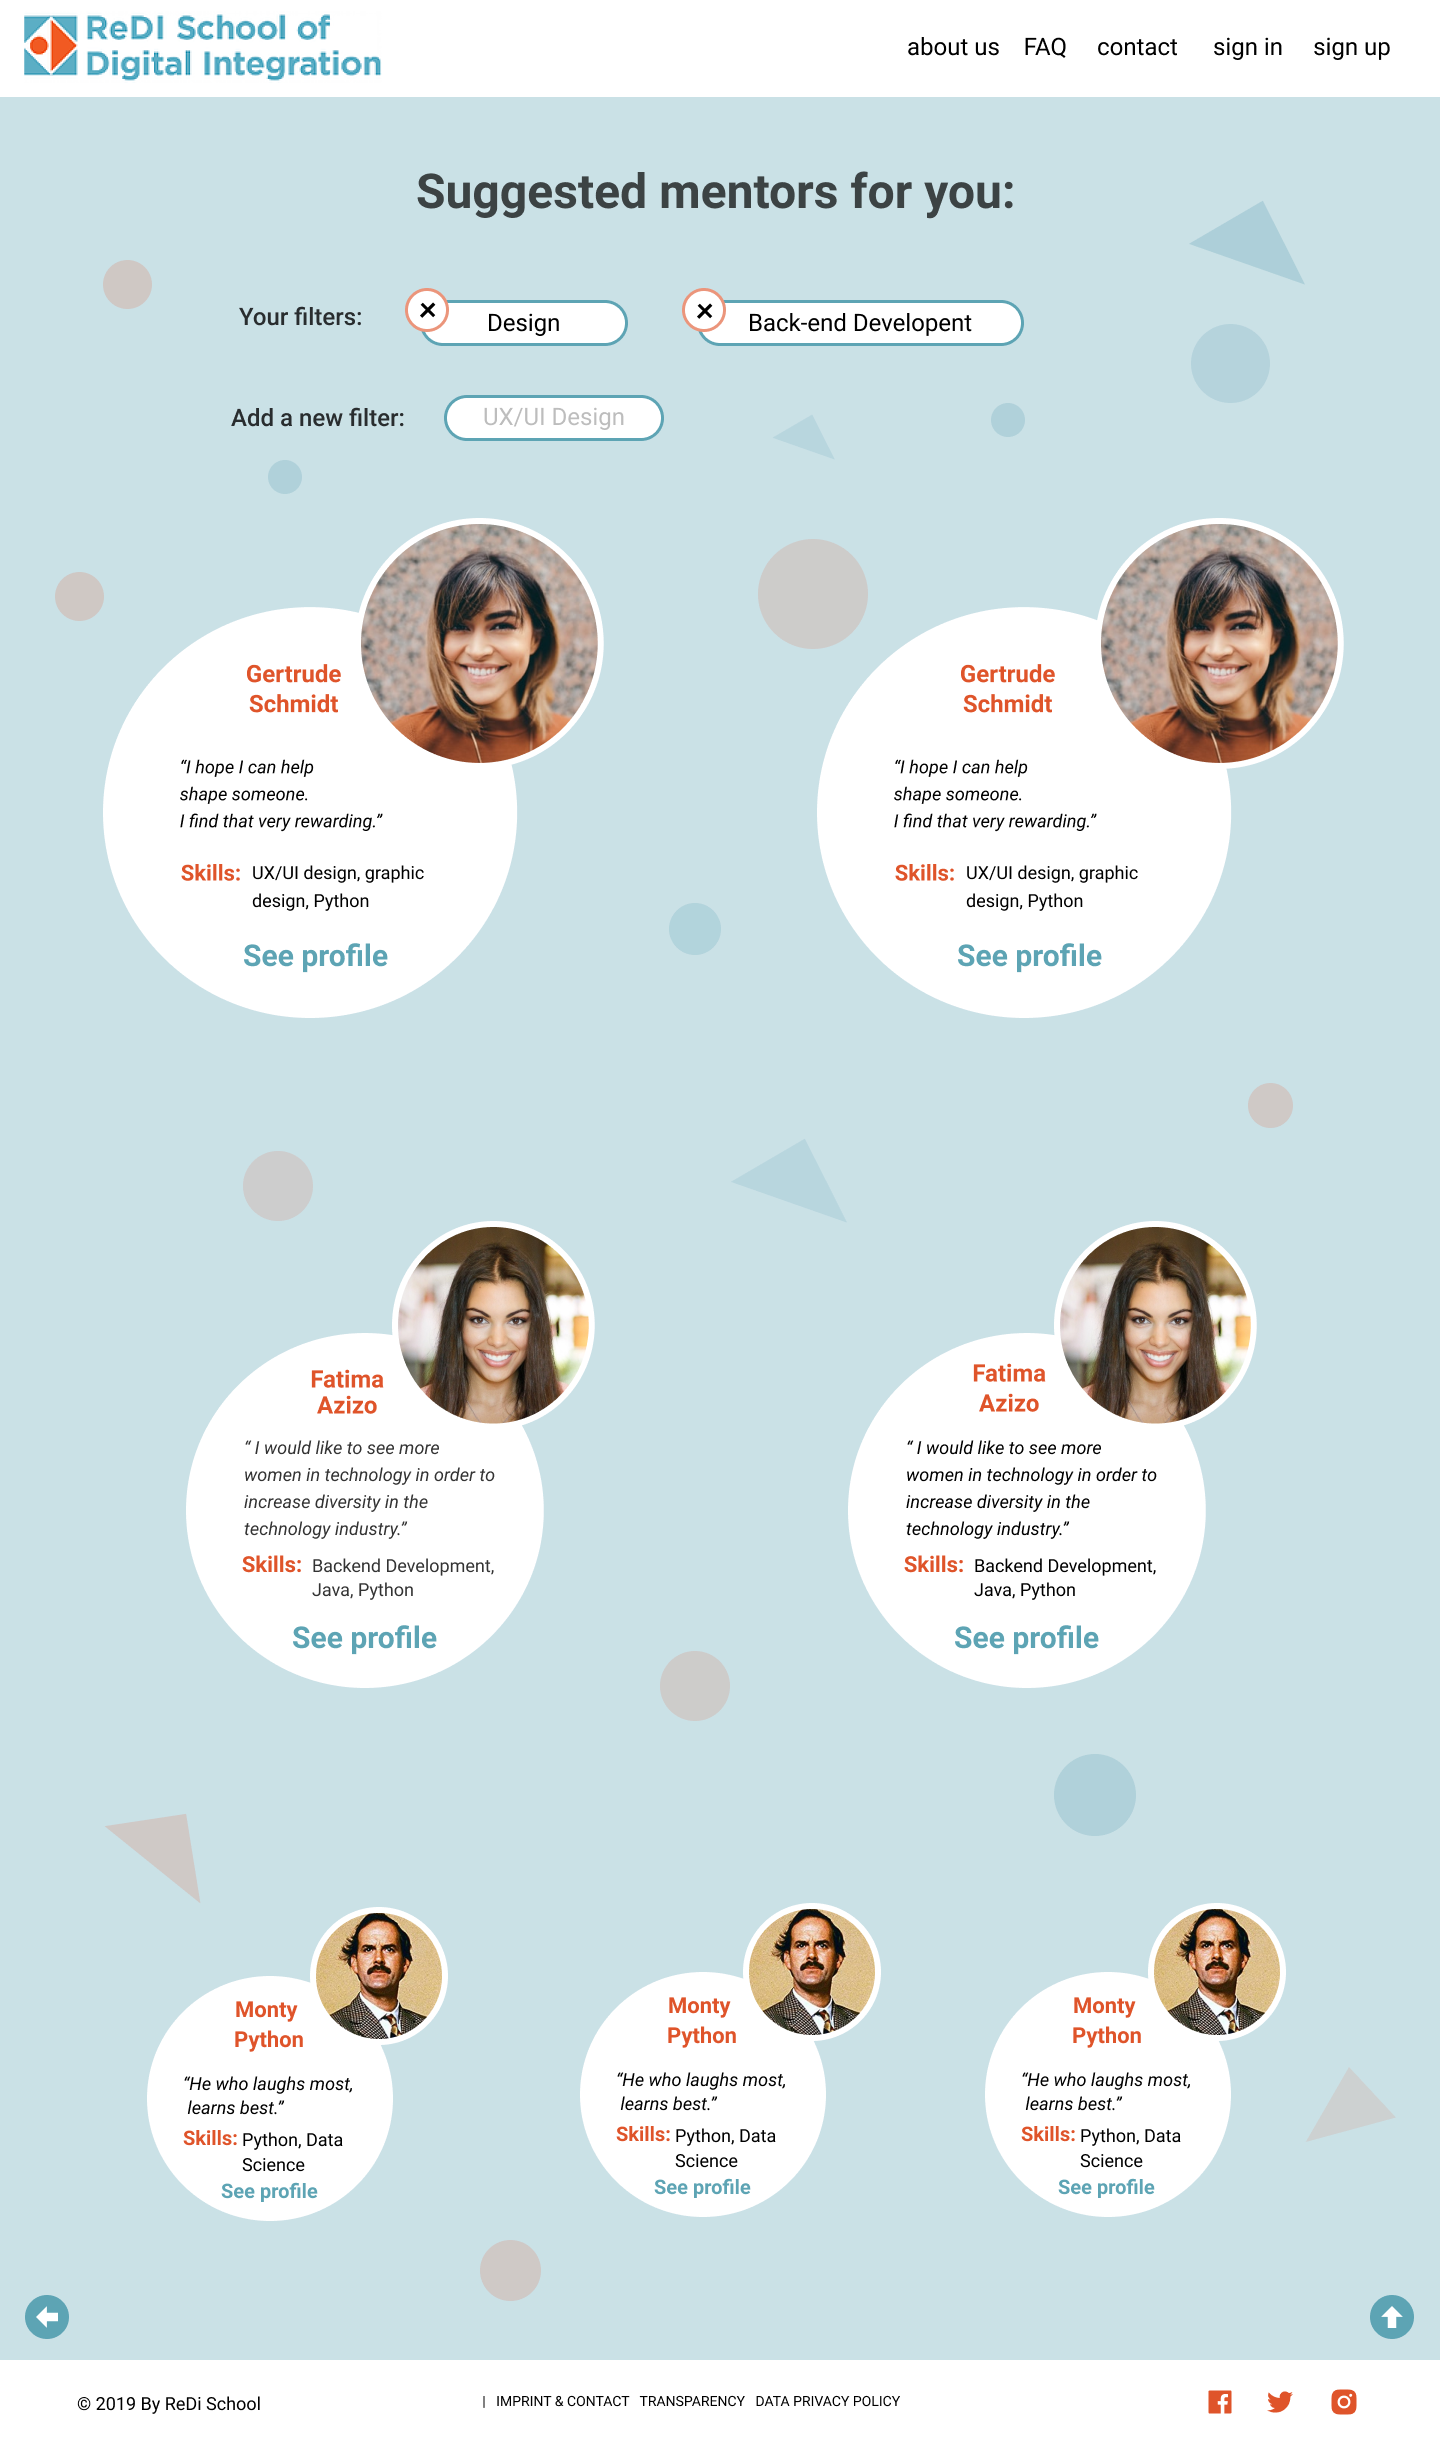 ReDI School of
Digital Integration
about us FAQ contact sign in sign up
Suggested mentors for you:
Your filters: Design Back-end Developent
Add a new filter: UX/UI Design
Gertrude
Schmidt
“I hope I can help
shape someone.
I find that very rewarding.”
Skills: UX/UI design, graphic
design, Python
See profile
Gertrude
Schmidt
“I hope I can help
shape someone.
I find that very rewarding.”
Skills: UX/UI design, graphic
design, Python
See profile
Fatima
Azizo
“ I would like to see more
women in technology in order to
increase diversity in the
technology industry.”
Skills: Backend Development,
Java, Python
See profile
Fatima
Azizo
“ I would like to see more
women in technology in order to
increase diversity in the
technology industry.”
Skills: Backend Development,
Java, Python
See profile
Monty
Python
“He who laughs most,
learns best.”
Skills: Python, Data
Science
See profile
Monty
Python
“He who laughs most,
learns best.”
Skills: Python, Data
Science
See profile
Monty
Python
“He who laughs most,
learns best.”
Skills: Python, Data
Science
See profile
© 2019 By ReDi School | IMPRINT & CONTACT TRANSPARENCY DATA PRIVACY POLICY